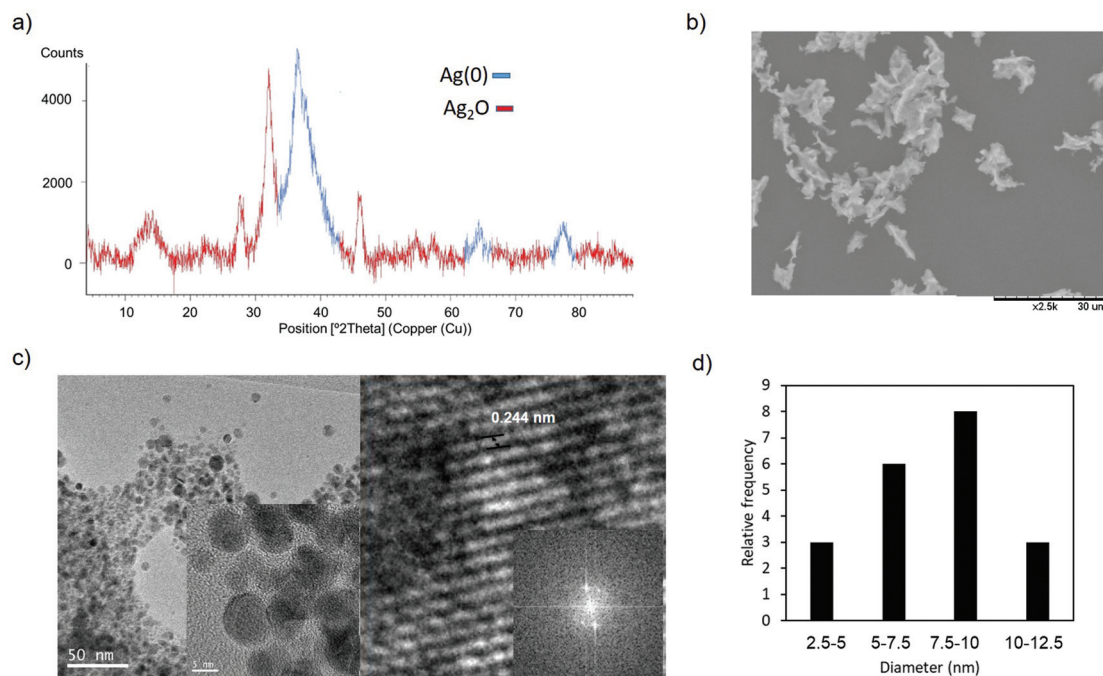 a)
Counts
4000
2000
0
Ag(0)
Ag₂O
10 20 30 40 50 60 70 80
Position [°2Theta] (Copper (Cu))
b)
x2.5k 30 um
c)
50 nm
5 nm
0.244 nm
d)
9
8
7
6
5
4
3
2
1
0
Relative frequency
2.5-5 5-7.5 7.5-10 10-12.5
Diameter (nm)